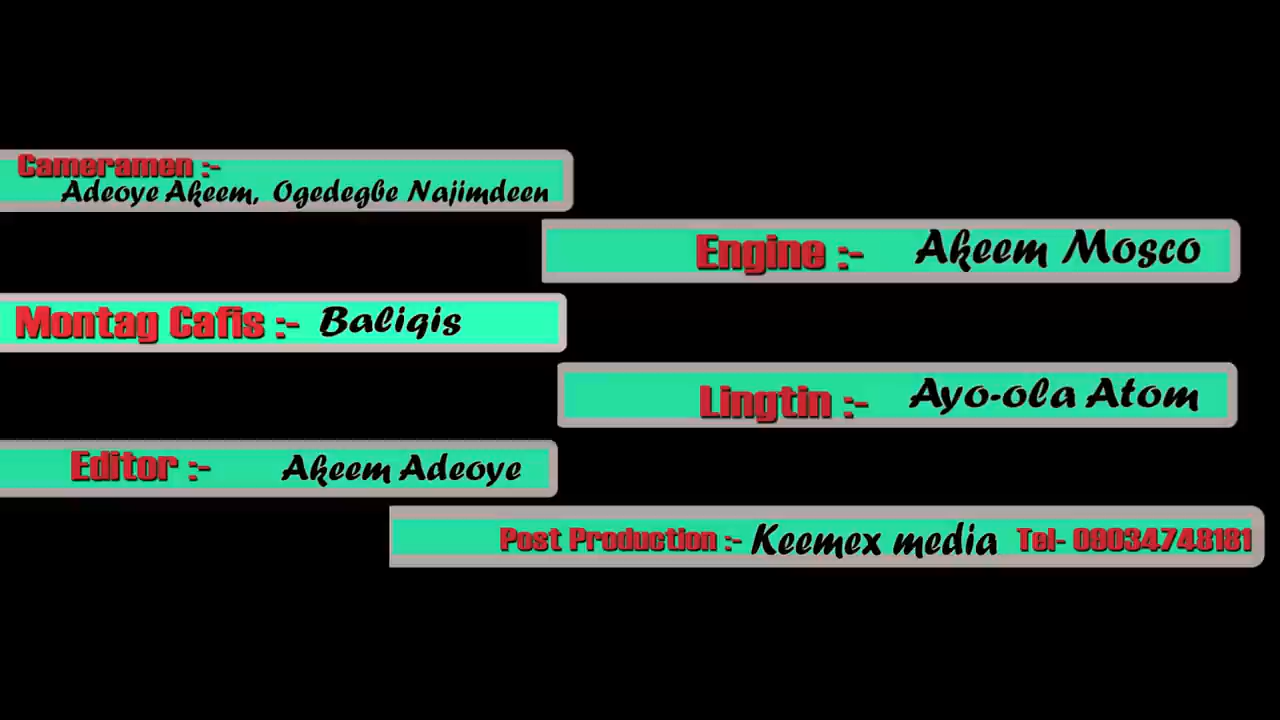 Cameramen :-
Adeoye Akeem, Ogedegbe Najimdeen
Engine :- Akeem Mosco
Montag Cafis :- Baliqis
Lingtin :- Ayo-ola Atom
Editor :- Akeem Adeoye
Post Production :- Keemex media Tel- 09034748181